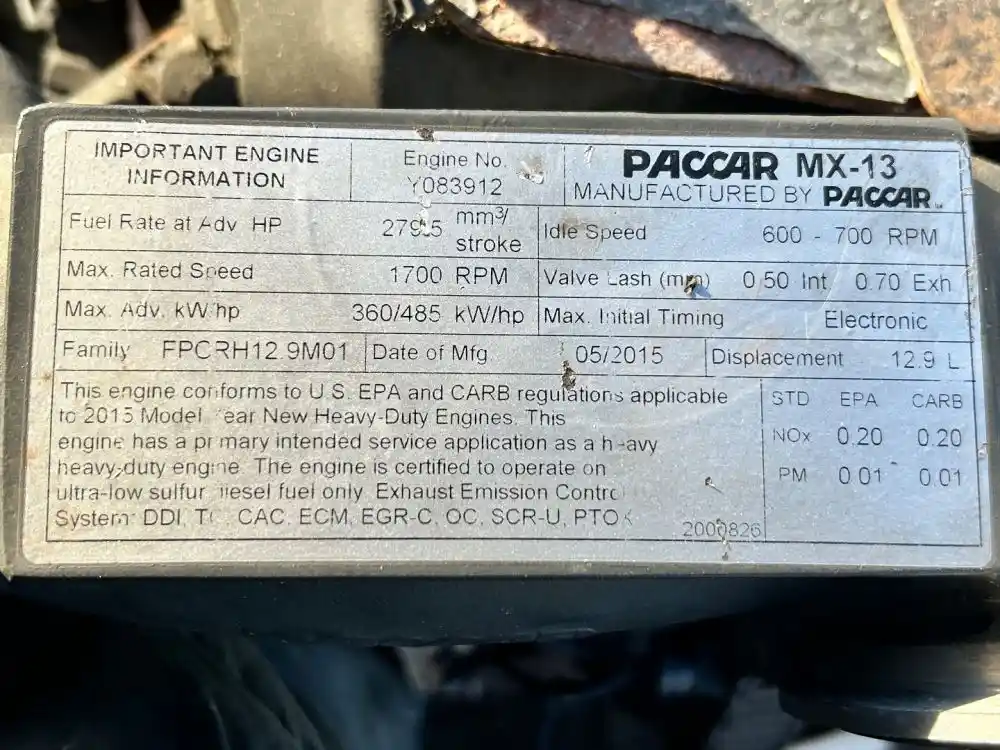 IMPORTANT ENGINE INFORMATION
Engine No. Y083912
PACCAR MX-13
MANUFACTURED BY PACCAR
Fuel Rate at Adv HP 279.5 mm3/stroke
Idle Speed 600 - 700 RPM
Max. Rated Speed 1700 RPM
Valve Lash (mm) 0.50 Int. 0.70 Exh
Max. Adv. kW/hp 360/485 kW/hp
Max. Initial Timing Electronic
Family FPCRH12.9M01
Date of Mfg. 05/2015
Displacement 12.9 L
This engine conforms to U.S. EPA and CARB regulations applicable
to 2015 Model Year New Heavy-Duty Engines. This
engine has a primary intended service application as a heavy
heavy-duty engine. The engine is certified to operate on
ultra-low sulfur diesel fuel only. Exhaust Emission Control
System: DDI, CAC, ECM, EGR-C, OC, SCR-U, PTOX
2000826
STD EPA CARB
NOx 0.20 0.20
PM 0.01 0.01